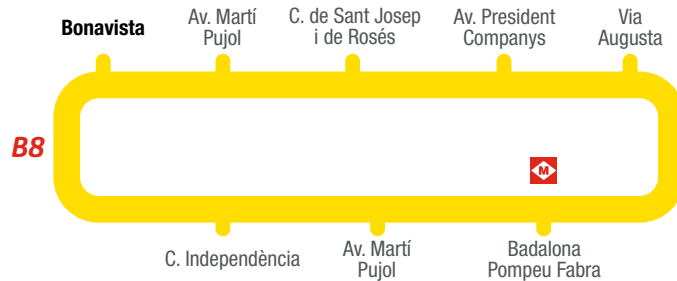 Bonavista
Av. Martí
Pujol
C. de Sant Josep
i de Rosés
Av. President
Companys
Via
Augusta
B8
M
C. Independència
Av. Martí
Pujol
Badalona
Pompeu Fabra